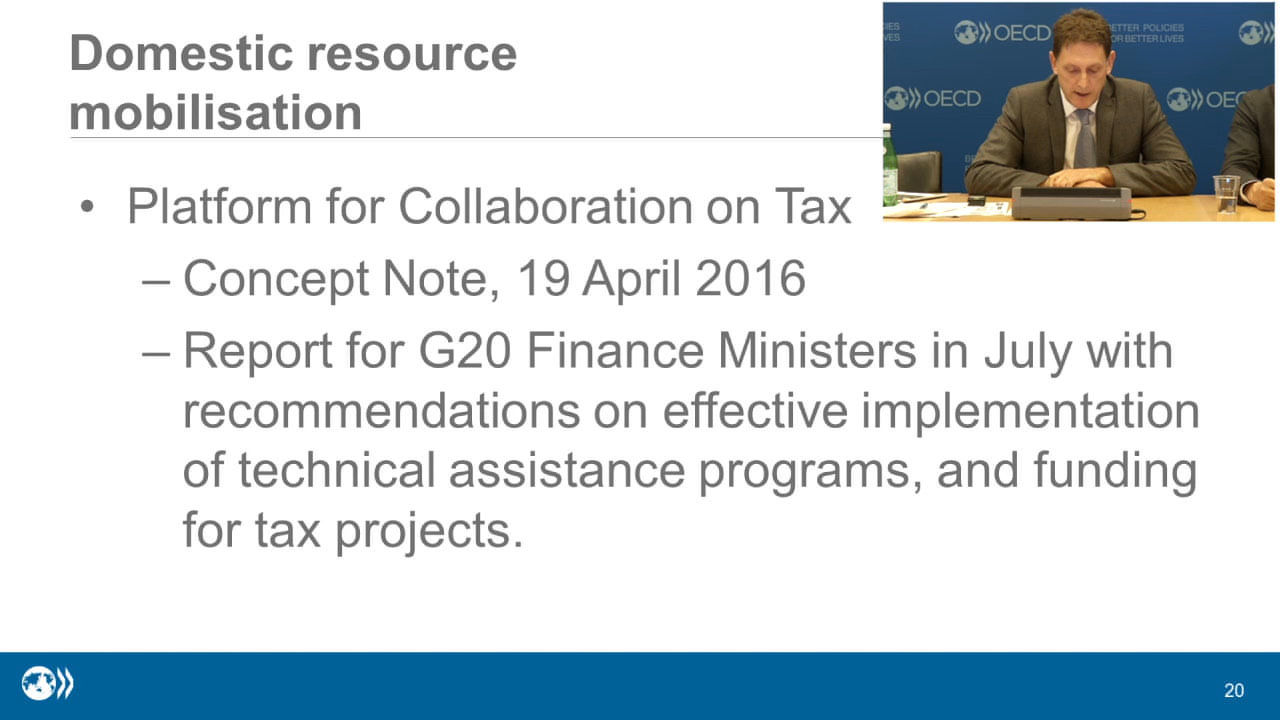 Domestic resource
mobilisation
• Platform for Collaboration on Tax
– Concept Note, 19 April 2016
– Report for G20 Finance Ministers in July with
recommendations on effective implementation
of technical assistance programs, and funding
for tax projects.
OECD
BETTER POLICIES
FOR BETTER LIVES
OECD
20